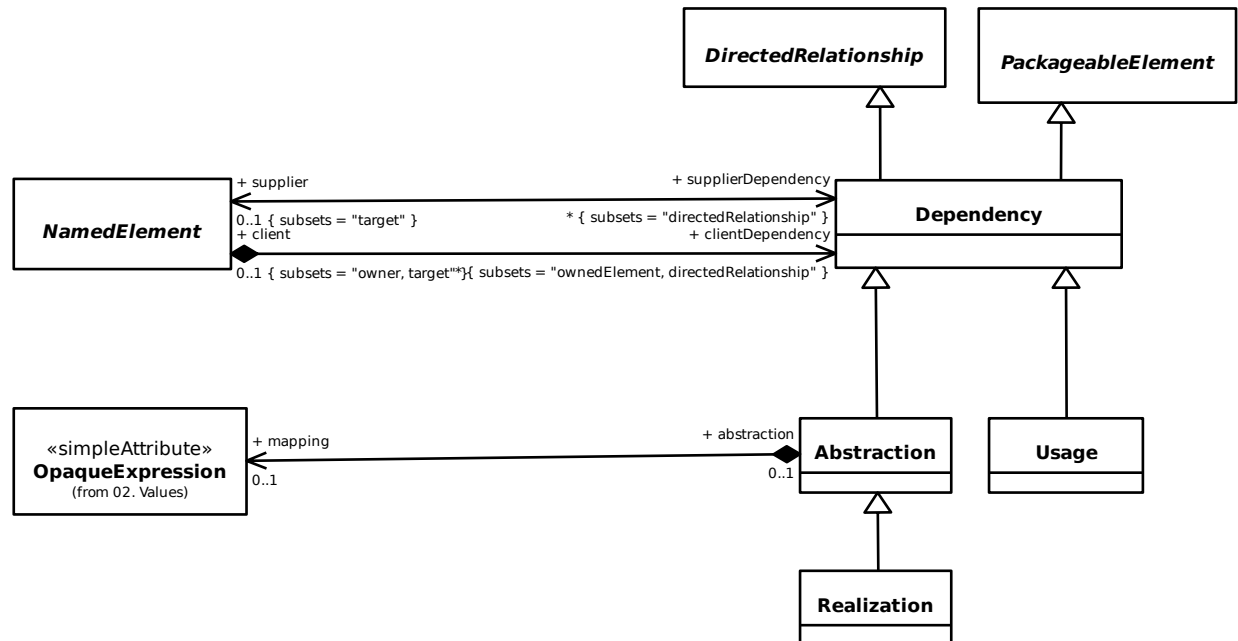 DirectedRelationship
PackageableElement
+ supplier
+ supplierDependency
NamedElement
Dependency
0..1 { subsets = "target" }
* { subsets = "directedRelationship" }
+ client
+ clientDependency
0..1 { subsets = "owner, target" }
* { subsets = "ownedElement, directedRelationship" }
«simpleAttribute»
OpaqueExpression
(from 02. Values)
+ mapping
0..1
+ abstraction
0..1
Abstraction
Usage
Realization